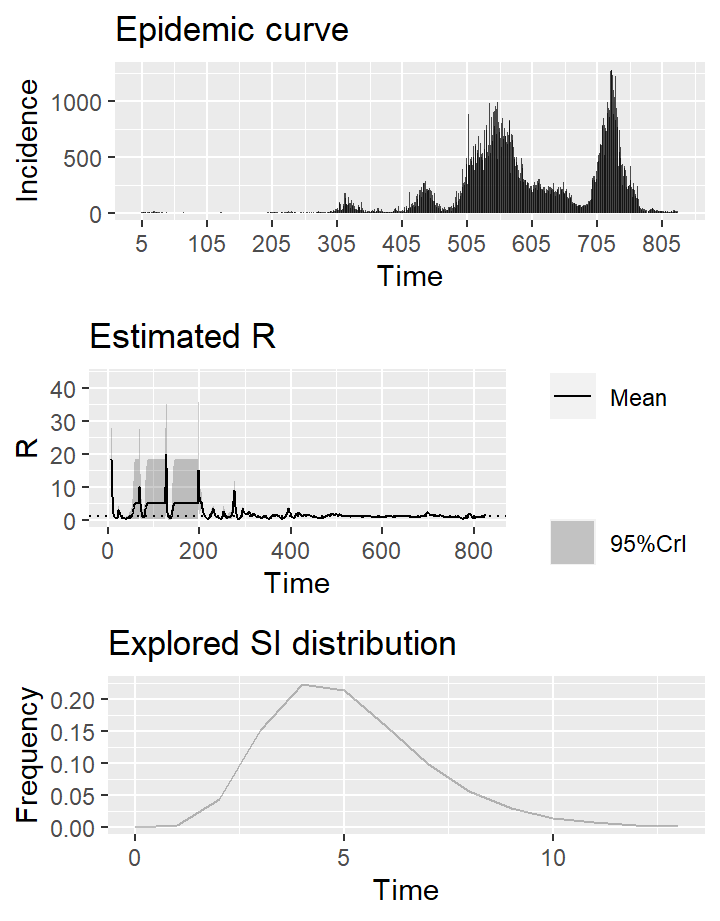 Epidemic curve
Incidence
1000
500
0
5 105 205 305 405 505 605 705 805
Time
Estimated R
R
40
30
20
10
0
0 200 400 600 800
Time
Mean
95%CrI
Explored SI distribution
Frequency
0.20
0.15
0.10
0.05
0.00
0 5 10
Time